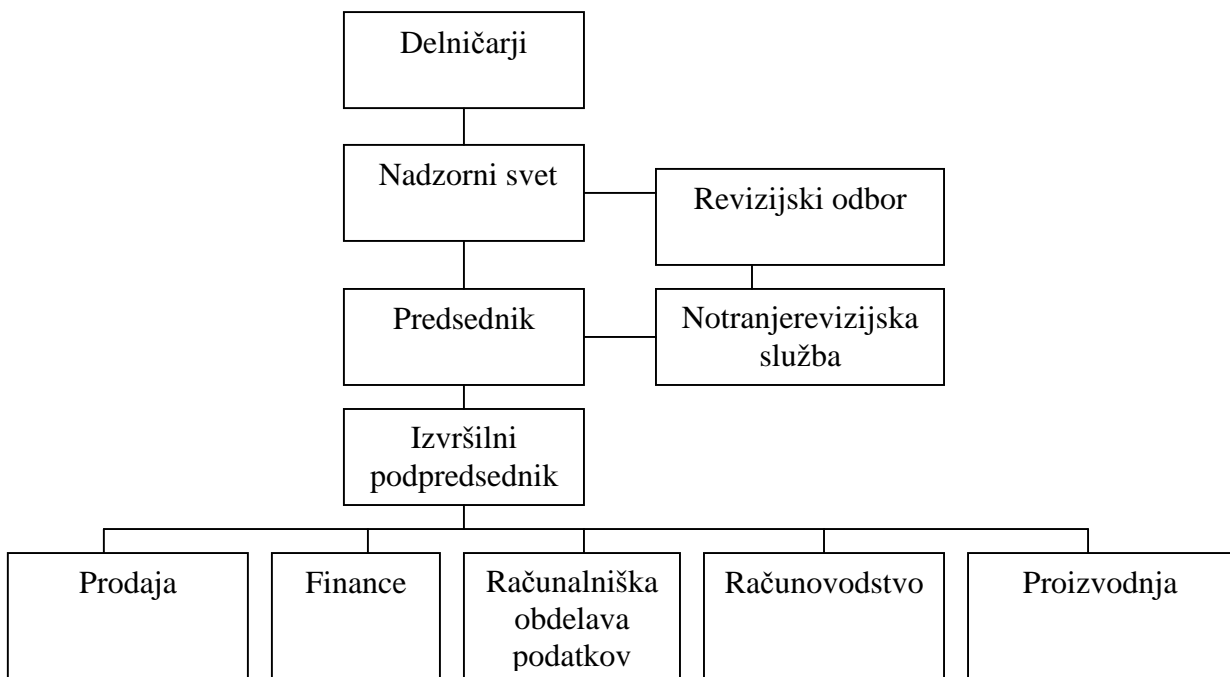 Delničarji
Nadzorni svet
Revizijski odbor
Predsednik
Notranjerevizijska
služba
Izvršilni
podpredsednik
Prodaja
Finance
Računalniška
obdelava
podatkov
Računovodstvo
Proizvodnja